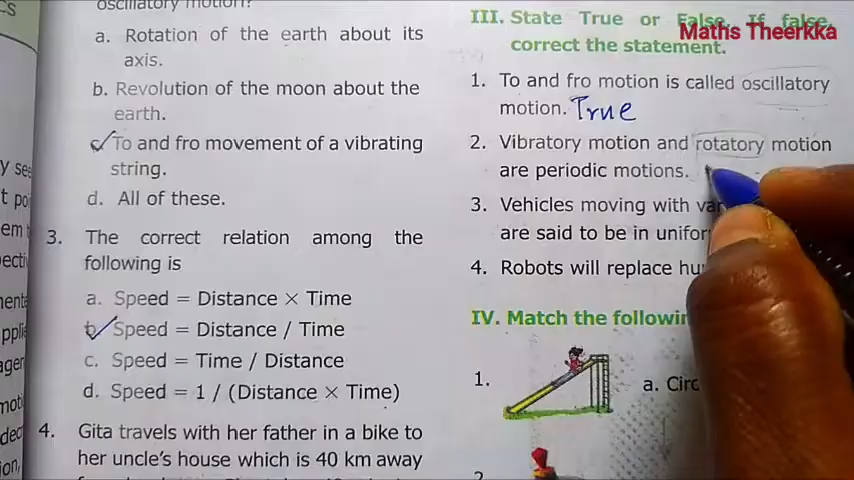 oscillatory motion?
a. Rotation of the earth about its
axis.
b. Revolution of the moon about the
earth.
To and fro movement of a vibrating
string.
d. All of these.
3. The correct relation among the
following is
a. Speed = Distance × Time
b. Speed = Distance / Time
c. Speed = Time / Distance
d. Speed = 1 / (Distance × Time)
4. Gita travels with her father in a bike to
her uncle's house which is 40 km away
III. State True or False. If false,
correct the statement.
Maths Theerkka
1. To and fro motion is called oscillatory
motion. True
2. Vibratory motion and rotatory motion
are periodic motions.
3. Vehicles moving with
are said to be in
4. Robots will replace
IV. Match the
1.
a.
2